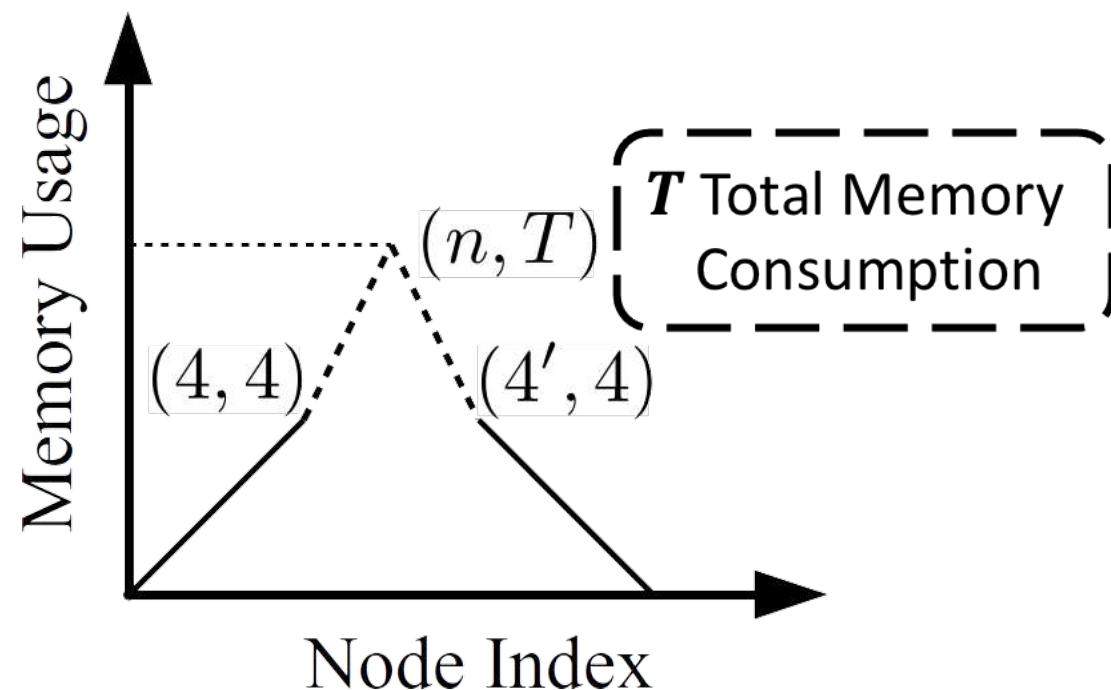 Memory Usage
(n, T)
T Total Memory
Consumption
(4, 4)
(4′, 4)
Node Index